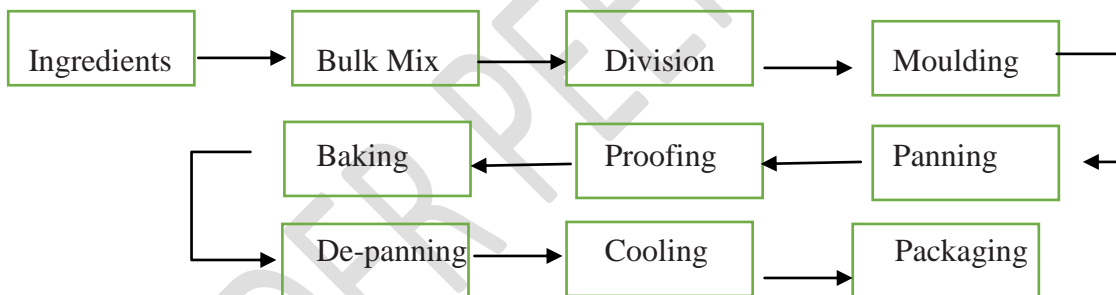 Ingredients Bulk Mix Division Moulding
Baking Proofing Panning
De-panning Cooling Packaging